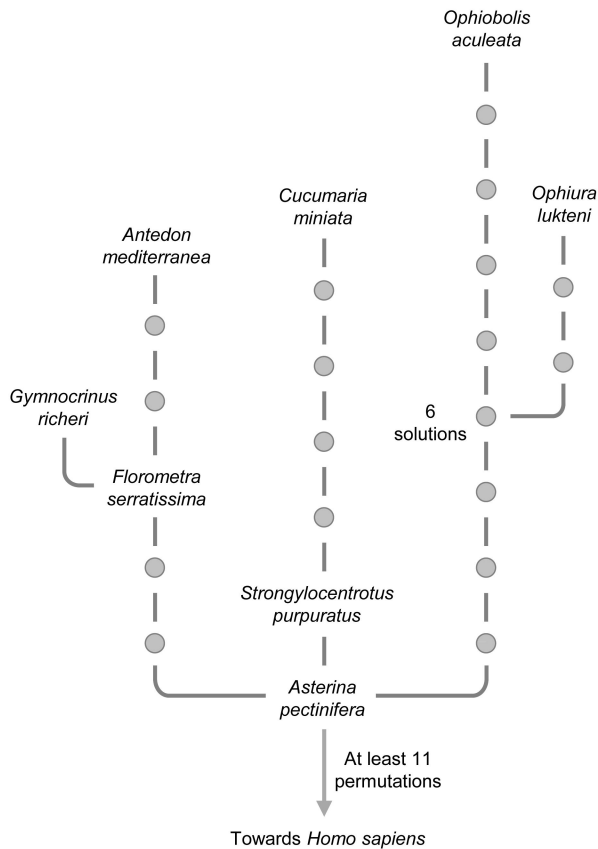 Ophiobolis
aculeata
Cucumaria
miniata
Ophiura
lukteni
Antedon
mediterranea
Gymnocrinus
richeri
6
solutions
Florometra
serratissima
Strongylocentrotus
purpuratus
Asterina
pectinifera
At least 11
permutations
Towards Homo sapiens